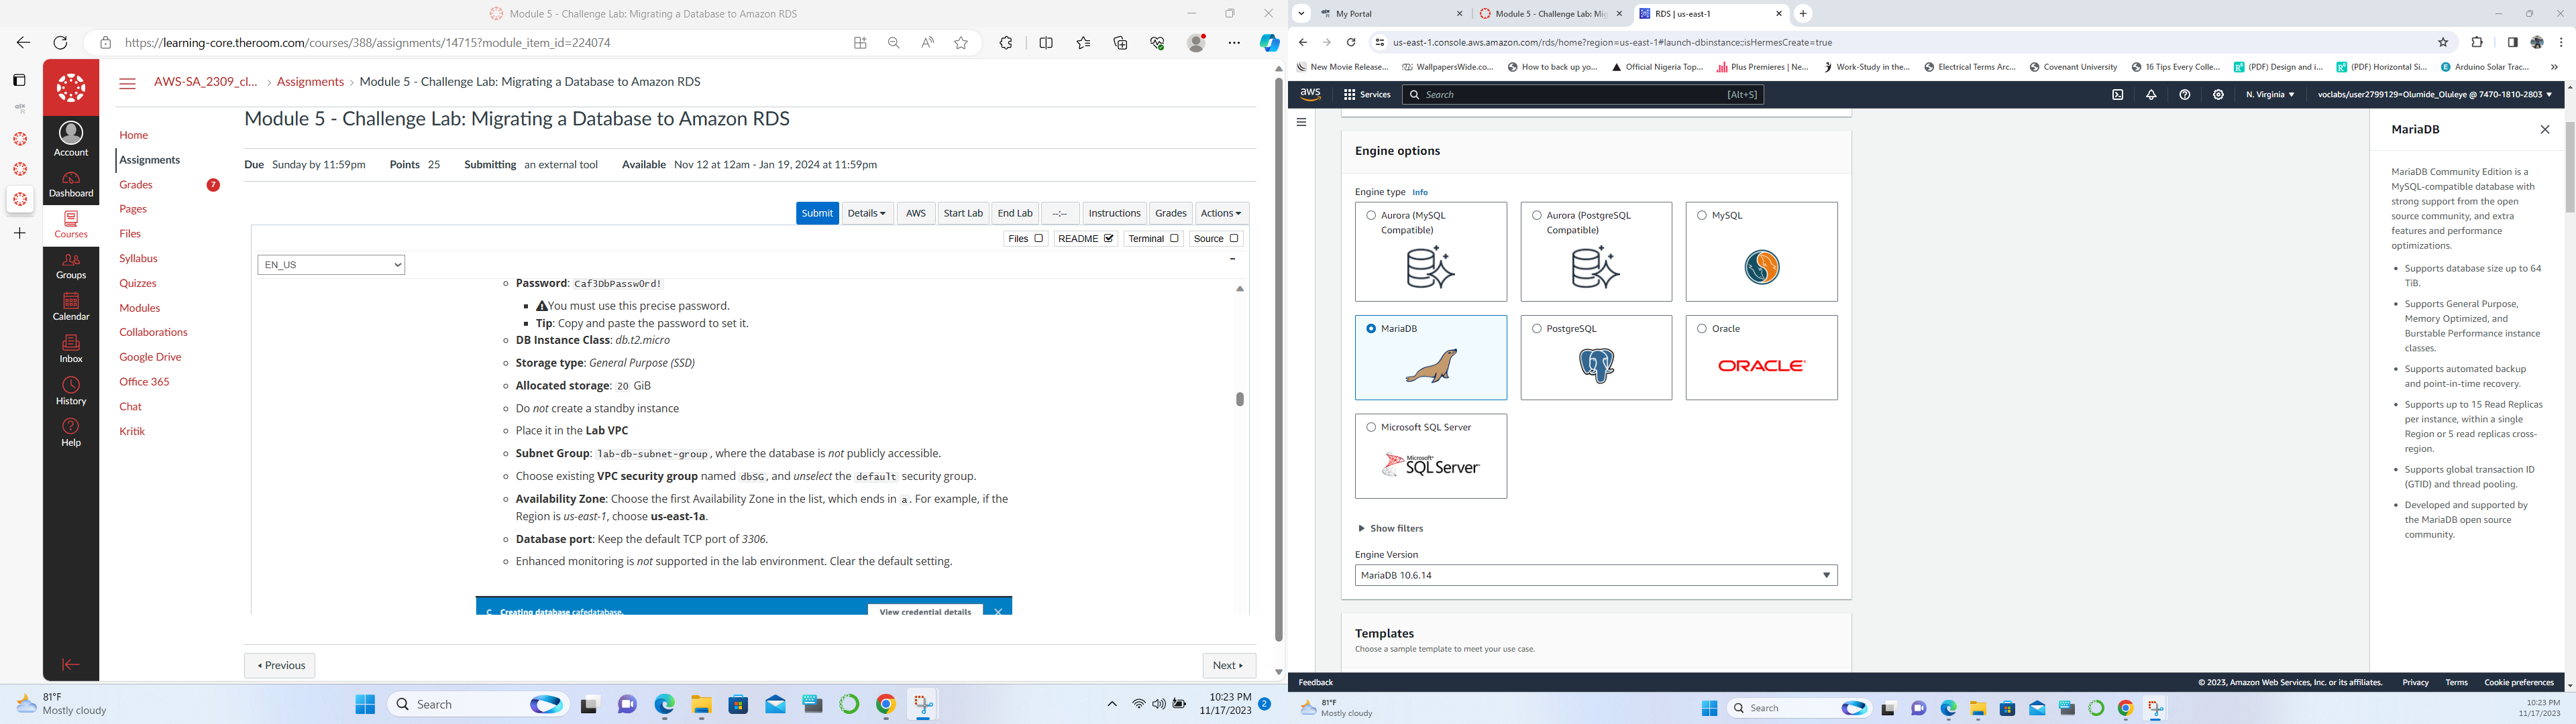 Module 5 - Challenge Lab: Migrating a Database to Amazon RDS
https://learning-core.theroom.com/courses/388/assignments/14715?module_item_id=224074
AWS-SA_2309_cl... › Assignments › Module 5 - Challenge Lab: Migrating a Database to Amazon RDS
Account
Dashboard
Courses
Groups
Calendar
Inbox
History
Help
Home
Assignments
Grades 7
Pages
Files
Syllabus
Quizzes
Modules
Collaborations
Google Drive
Office 365
Chat
Kritik
Module 5 - Challenge Lab: Migrating a Database to Amazon RDS
Due Sunday by 11:59pm Points 25 Submitting an external tool Available Nov 12 at 12am - Jan 19, 2024 at 11:59pm
Submit Details AWS Start Lab End Lab --:-- Instructions Grades Actions
Files README Terminal Source
EN_US
Password: Caf3DbPassw0rd!
You must use this precise password.
Tip: Copy and paste the password to set it.
DB Instance Class: db.t2.micro
Storage type: General Purpose (SSD)
Allocated storage: 20 GiB
Do not create a standby instance
Place it in the Lab VPC
Subnet Group: lab-db-subnet-group, where the database is not publicly accessible.
Choose existing VPC security group named dbSG, and unselect the default security group.
Availability Zone: Choose the first Availability Zone in the list, which ends in a. For example, if the
Region is us-east-1, choose us-east-1a.
Database port: Keep the default TCP port of 3306.
Enhanced monitoring is not supported in the lab environment. Clear the default setting.
Creating database cafedatabase. View credential details
Previous Next
81°F
Mostly cloudy
Search
10:23 PM
11/17/2023
2
My Portal Module 5 - Challenge Lab: Mig RDS | us-east-1
us-east-1.console.aws.amazon.com/rds/home?region=us-east-1#launch-dbinstance:isHermesCreate=true
New Movie Release... WallpapersWide.co... How to back up yo... Official Nigeria Top... Plus Premieres | Ne... Work-Study in the... Electrical Terms Arc... Covenant University 16 Tips Every Colle... (PDF) Design and i... (PDF) Horizontal Si... Arduino Solar Trac... »
aws Services Search [Alt+S] N. Virginia voclabs/user2799129=Olumide_Oluleye @ 7470-1810-2803
Engine options
Engine type Info
Aurora (MySQL
Compatible)
Aurora (PostgreSQL
Compatible)
MySQL
MariaDB
PostgreSQL
Oracle
ORACLE
Microsoft SQL Server
Microsoft
SQL Server
Show filters
Engine Version
MariaDB 10.6.14
Templates
Choose a sample template to meet your use case.
MariaDB
MariaDB Community Edition is a
MySQL-compatible database with
strong support from the open
source community, and extra
features and performance
optimizations.
Supports database size up to 64
TiB.
Supports General Purpose,
Memory Optimized, and
Burstable Performance instance
classes.
Supports automated backup
and point-in-time recovery.
Supports up to 15 Read Replicas
per instance, within a single
Region or 5 read replicas cross-
region.
Supports global transaction ID
(GTID) and thread pooling.
Developed and supported by
the MariaDB open source
community.
Feedback © 2023, Amazon Web Services, Inc. or its affiliates. Privacy Terms Cookie preferences
81°F
Mostly cloudy
Search
10:23 PM
11/17/2023